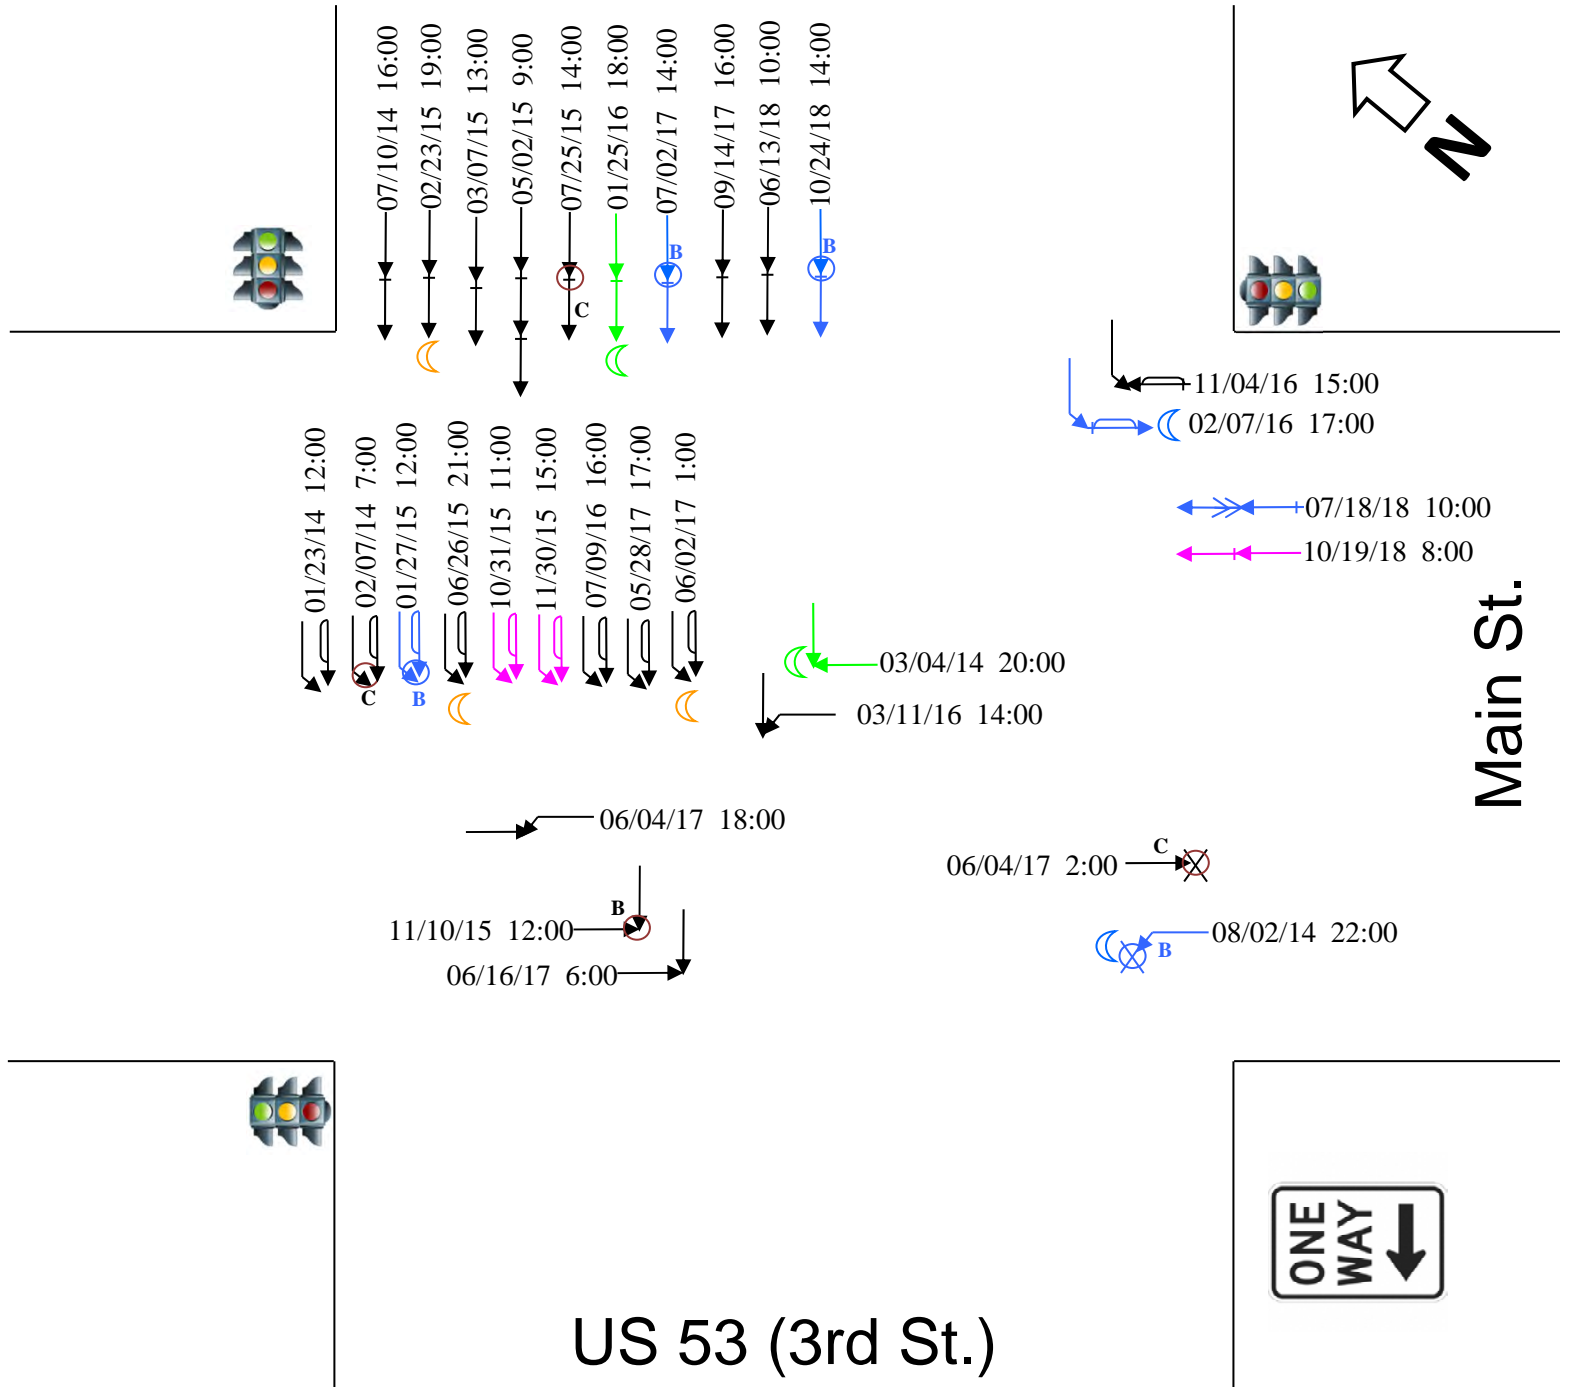 07/10/14 16:00
02/23/15 19:00
03/07/15 13:00
05/02/15 9:00
07/25/15 14:00
01/25/16 18:00
07/02/17 14:00
09/14/17 16:00
06/13/18 10:00
10/24/18 14:00
N
B
B
C
11/04/16 15:00
02/07/16 17:00
01/23/14 12:00
02/07/14 7:00
01/27/15 12:00
06/26/15 21:00
10/31/15 11:00
11/30/15 15:00
07/09/16 16:00
05/28/17 17:00
06/02/17 1:00
C
B
07/18/18 10:00
10/19/18 8:00
Main St.
03/04/14 20:00
03/11/16 14:00
06/04/17 18:00
06/04/17 2:00
C
B
11/10/15 12:00
08/02/14 22:00
B
06/16/17 6:00
ONE
WAY
US 53 (3rd St.)